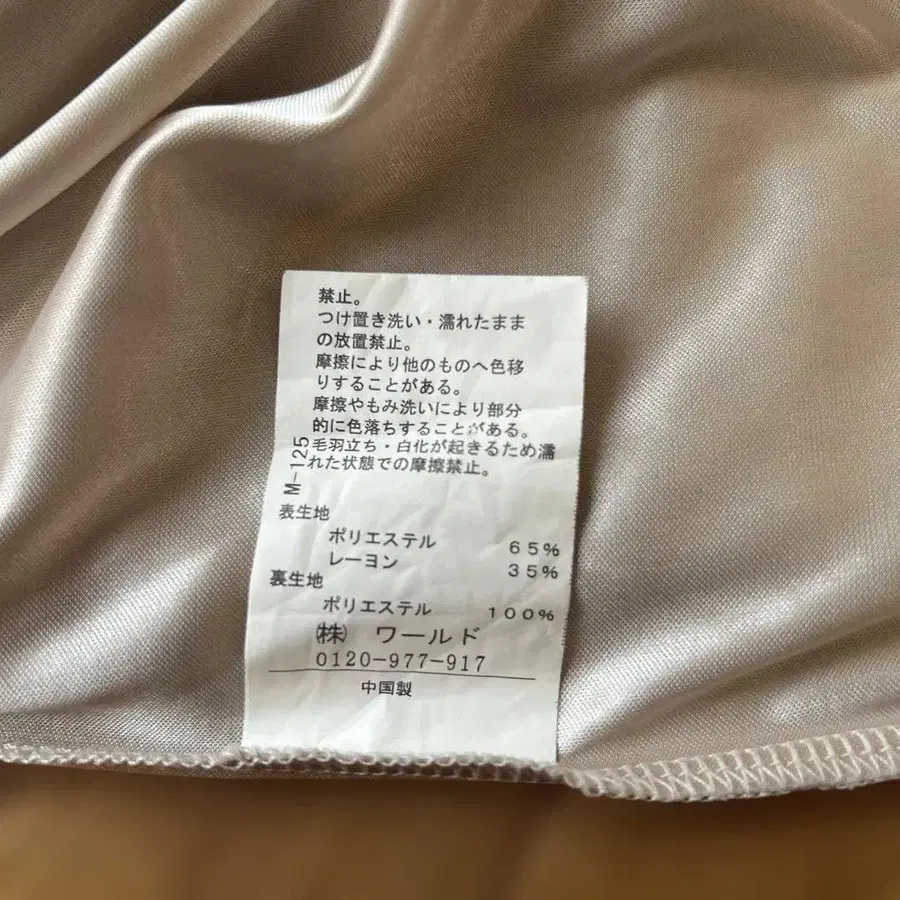 禁止。
つけ置き洗い・濡れたまま
の放置禁止。
摩擦により他のものへ色移
りすることがある。
摩擦やもみ洗いにより部分
的に色落ちすることがある。
毛羽立ち・白化が起きるため濡
れた状態での摩擦禁止。
M-125
表生地
ポリエステル 65%
レーヨン 35%
裏生地
ポリエステル 100%
㈱ ワールド
0120-977-917
中国製